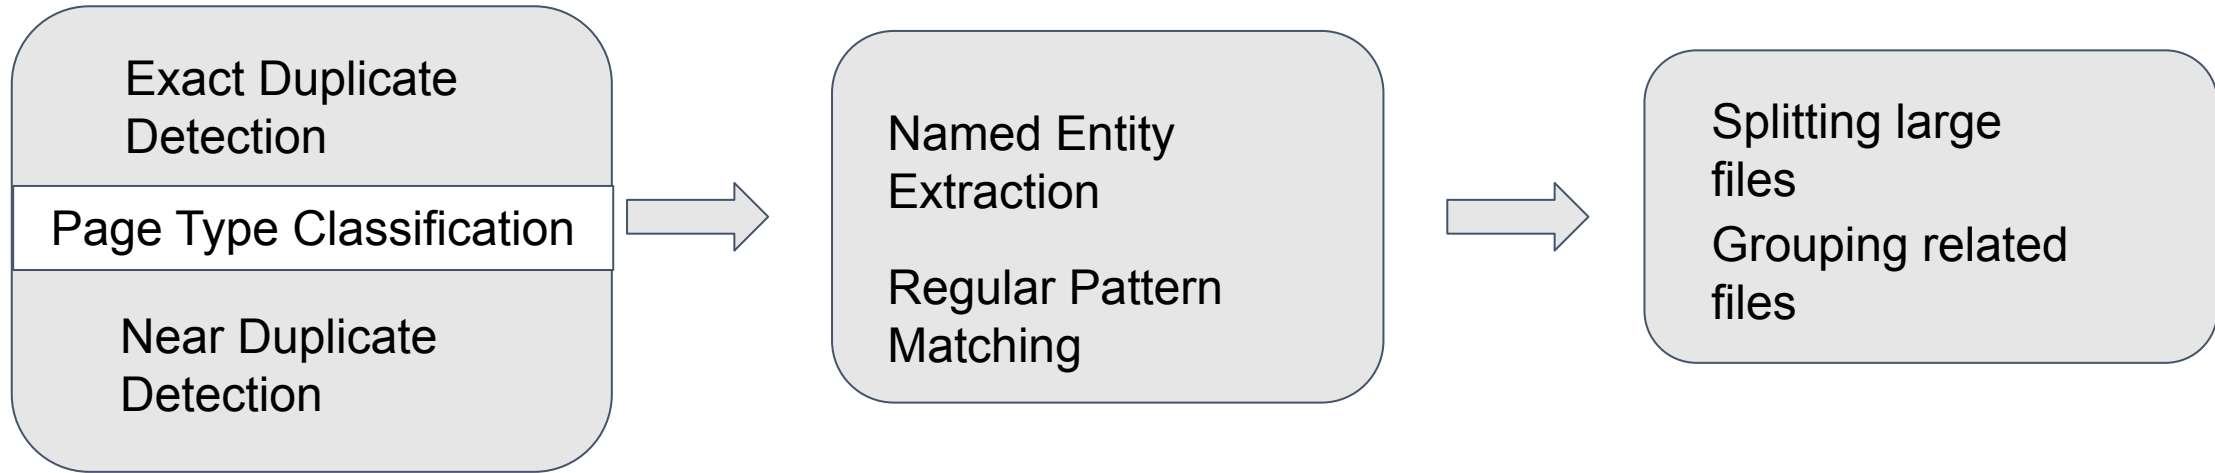 Exact Duplicate
Detection
Page Type Classification
Near Duplicate
Detection
Named Entity
Extraction
Regular Pattern
Matching
Splitting large
files
Grouping related
files